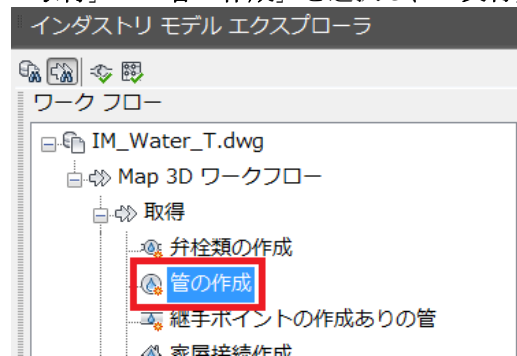 インダストリ モデル エクスプローラ
ワーク フロー
IM_Water_T.dwg
Map 3D ワークフロー
取得
弁栓類の作成
管の作成
継手ポイントの作成ありの管